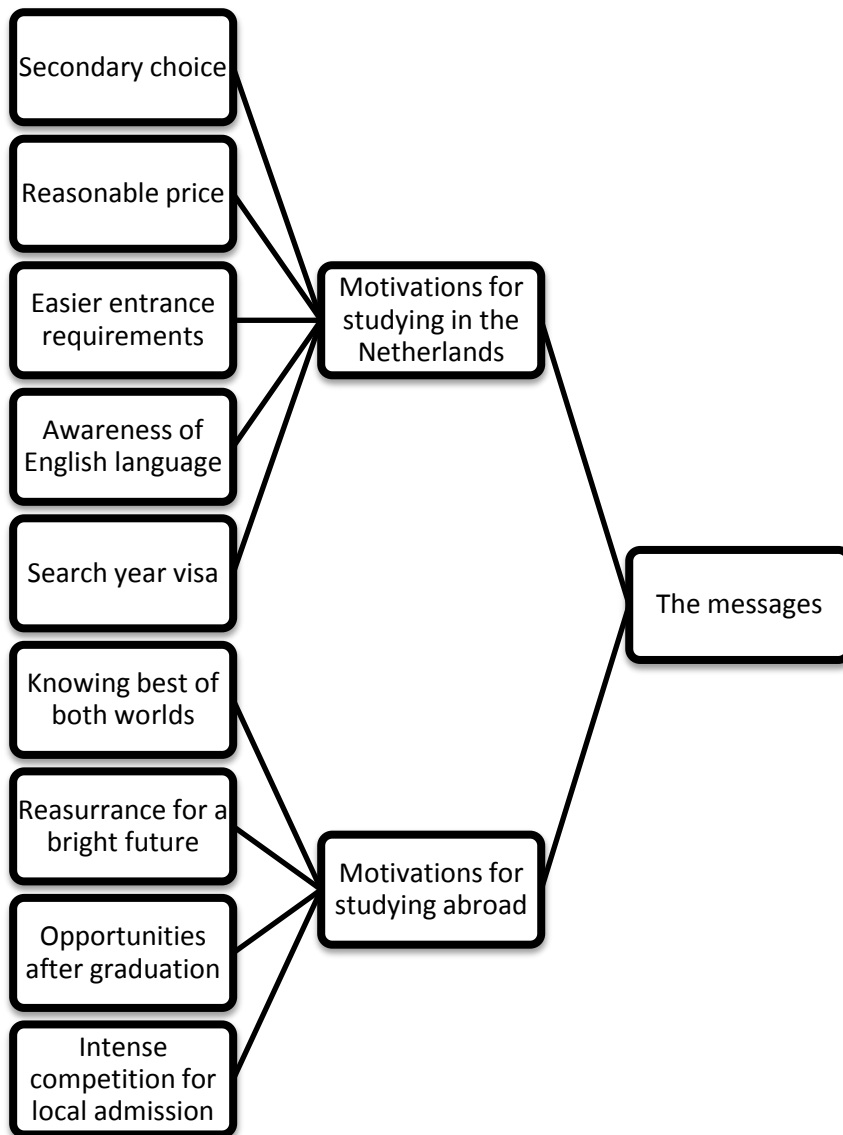 Secondary choice
Reasonable price
Easier entrance
requirements
Awareness of
English language
Search year visa
Knowing best of
both worlds
Reasurrance for a
bright future
Opportunities
after graduation
Intense
competition for
local admission
Motivations for
studying in the
Netherlands
Motivations for
studying abroad
The messages